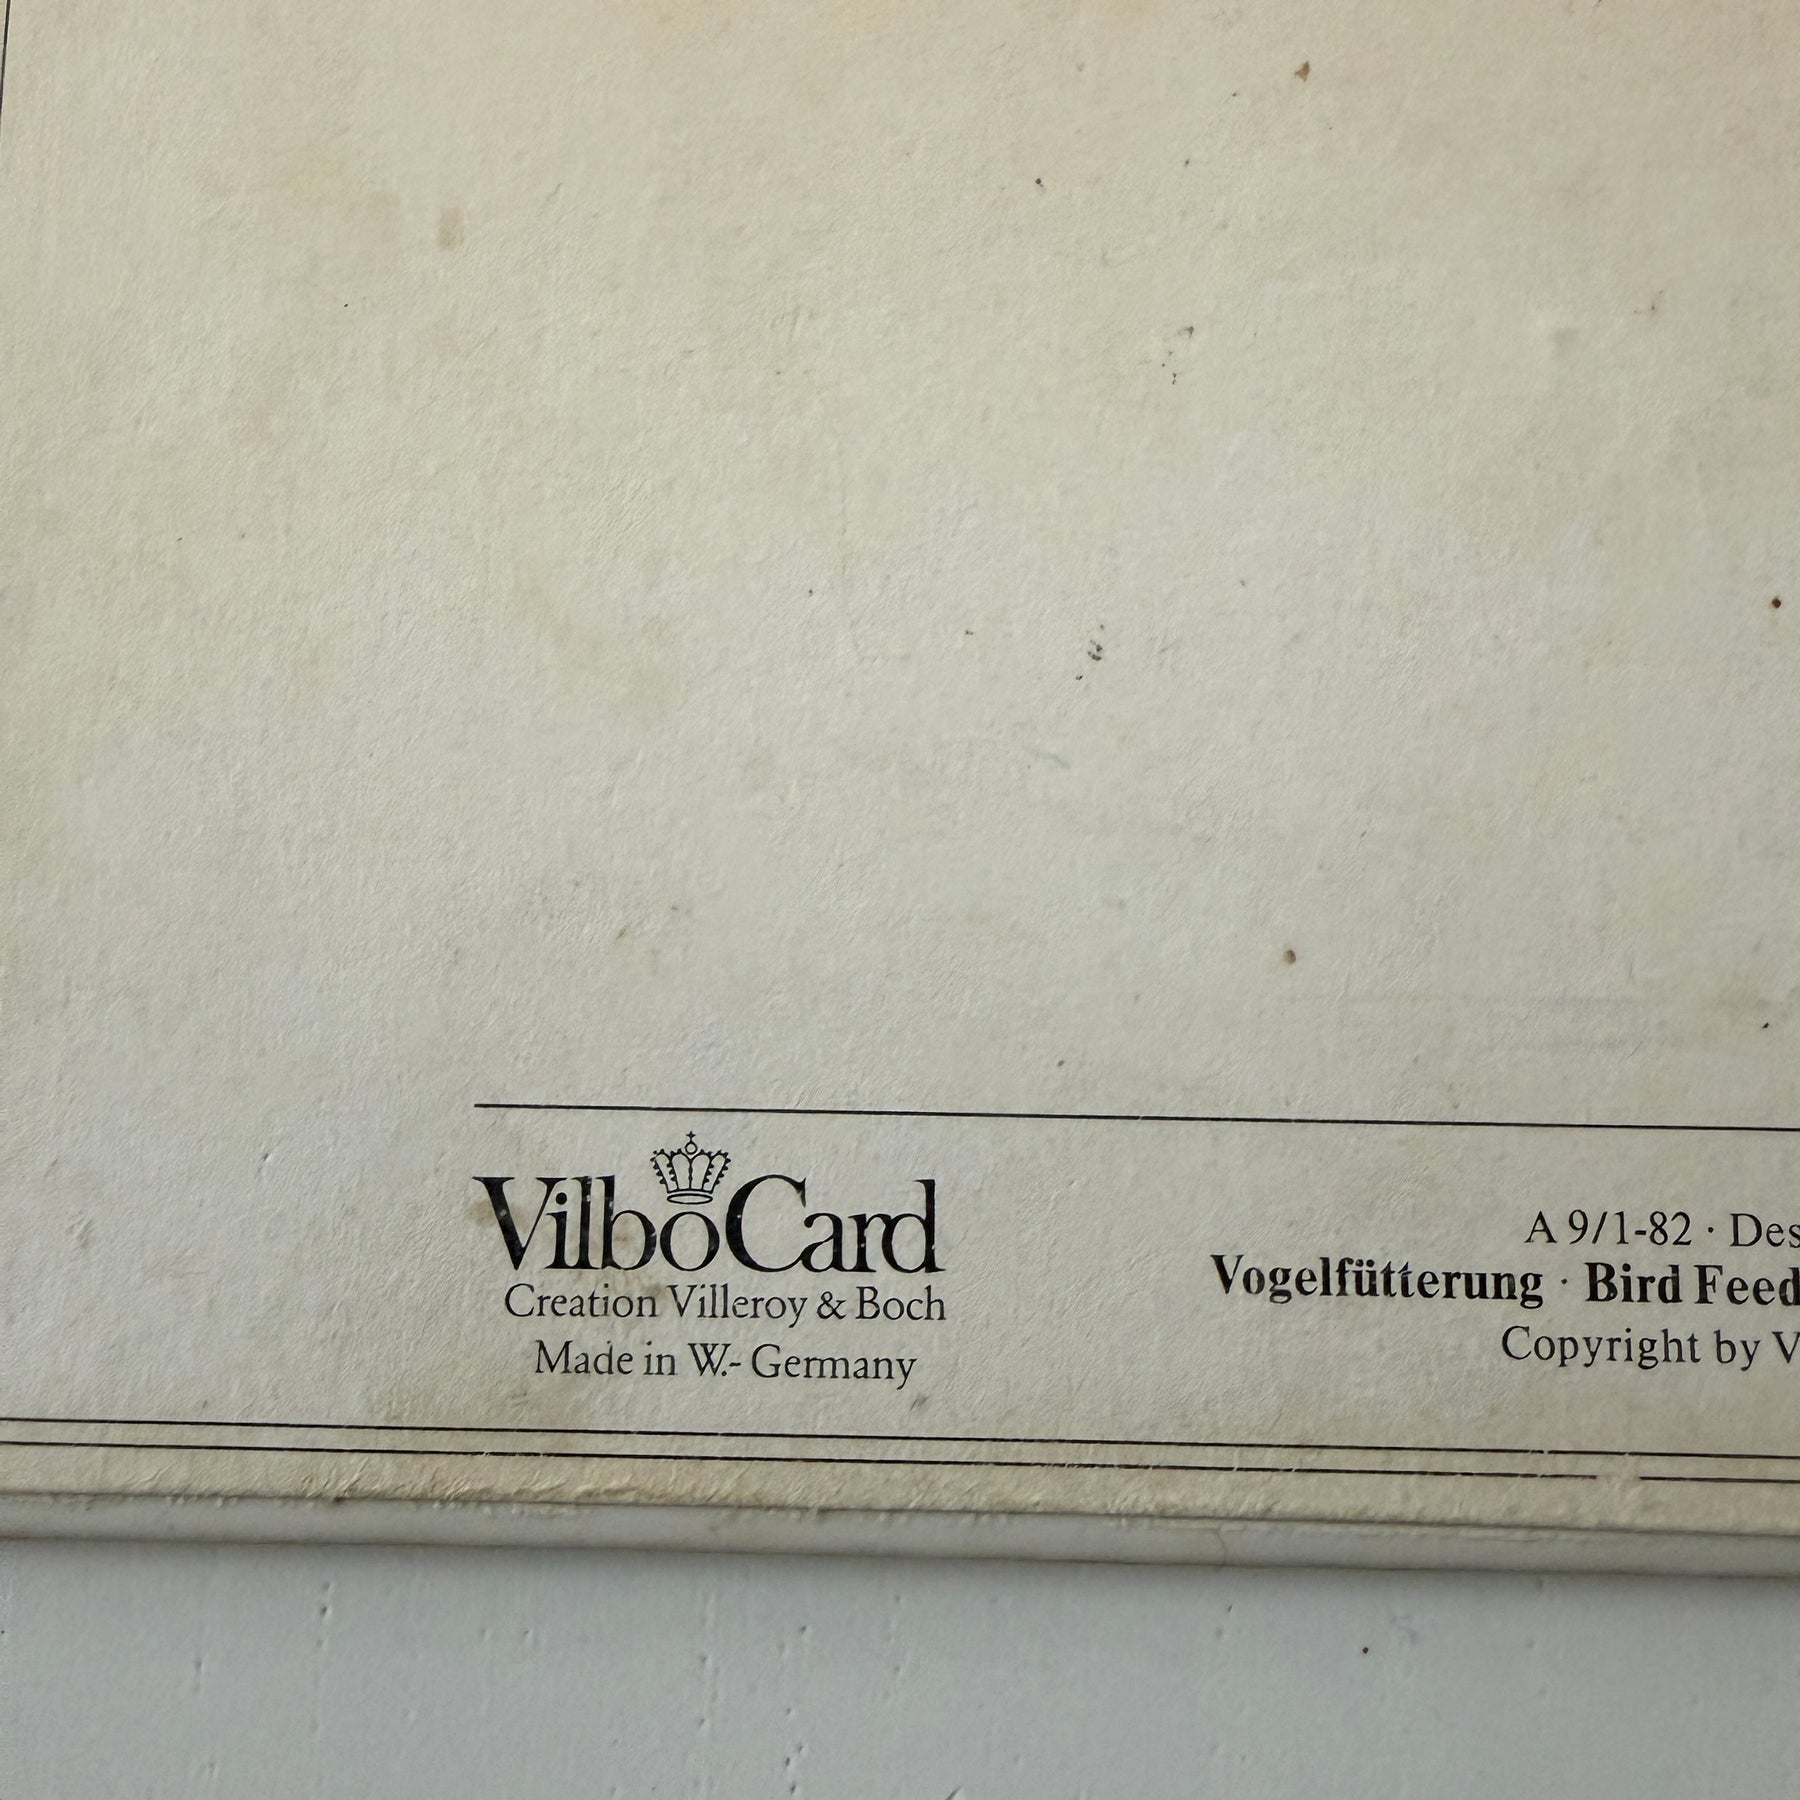 VilboCard
Creation Villeroy & Boch
Made in W.- Germany
A 9/1-82 · Des
Vogelfütterung · Bird Feed
Copyright by V